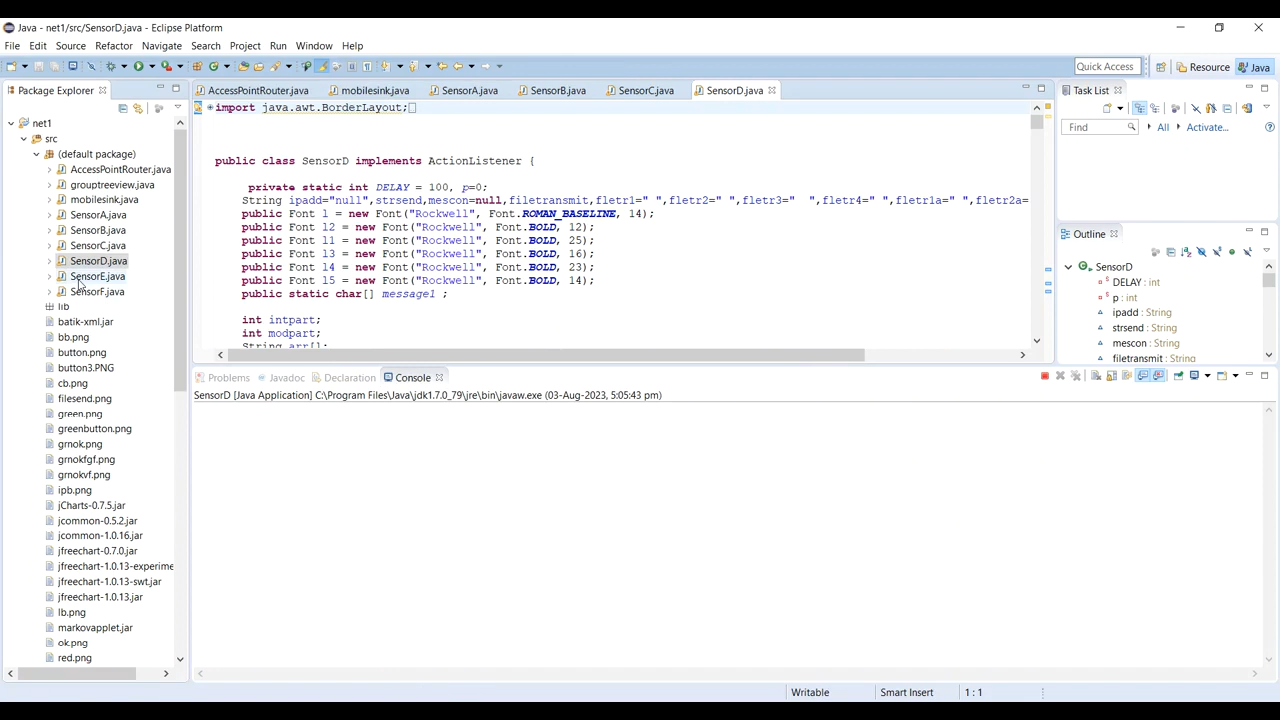 Java - net1/src/SensorD.java - Eclipse Platform
File Edit Source Refactor Navigate Search Project Run Window Help
Quick Access
Resource
Java
Package Explorer
net1
src
(default package)
AccessPointRouter.java
grouptreeview.java
mobilesink.java
SensorA.java
SensorB.java
SensorC.java
SensorD.java
SensorE.java
SensorF.java
lib
batik-xml.jar
bb.png
button.png
button3.PNG
cb.png
filesend.png
green.png
greenbutton.png
grnok.png
grnokfgf.png
grnokvf.png
ipb.png
jCharts-0.7.5.jar
jcommon-0.5.2.jar
jcommon-1.0.16.jar
jfreechart-0.7.0.jar
jfreechart-1.0.13-experime
jfreechart-1.0.13-swt.jar
jfreechart-1.0.13.jar
lb.png
markovapplet.jar
ok.png
red.png
AccessPointRouter.java mobilesink.java SensorA.java SensorB.java SensorC.java SensorD.java
import java.awt.BorderLayout;
public class SensorD implements ActionListener {
private static int DELAY = 100, p=0;
String ipadd="null",strsend,mescon=null,filetransmit,fletr1=" ",fletr2=" ",fletr3=" ",fletr4=" ",fletr1a=" ",fletr2a=
public Font l = new Font("Rockwell", Font.ROMAN_BASELINE, 14);
public Font l2 = new Font("Rockwell", Font.BOLD, 12);
public Font l1 = new Font("Rockwell", Font.BOLD, 25);
public Font l3 = new Font("Rockwell", Font.BOLD, 16);
public Font l4 = new Font("Rockwell", Font.BOLD, 23);
public Font l5 = new Font("Rockwell", Font.BOLD, 14);
public static char[] message1 ;
int intpart;
int modpart;
String arr[];
Task List
Find
All
Activate...
Outline
SensorD
DELAY : int
p : int
ipadd : String
strsend : String
mescon : String
filetransmit : String
Problems Javadoc Declaration Console
SensorD [Java Application] C:\Program Files\Java\jdk1.7.0_79\jre\bin\javaw.exe (03-Aug-2023, 5:05:43 pm)
Writable Smart Insert 1 : 1